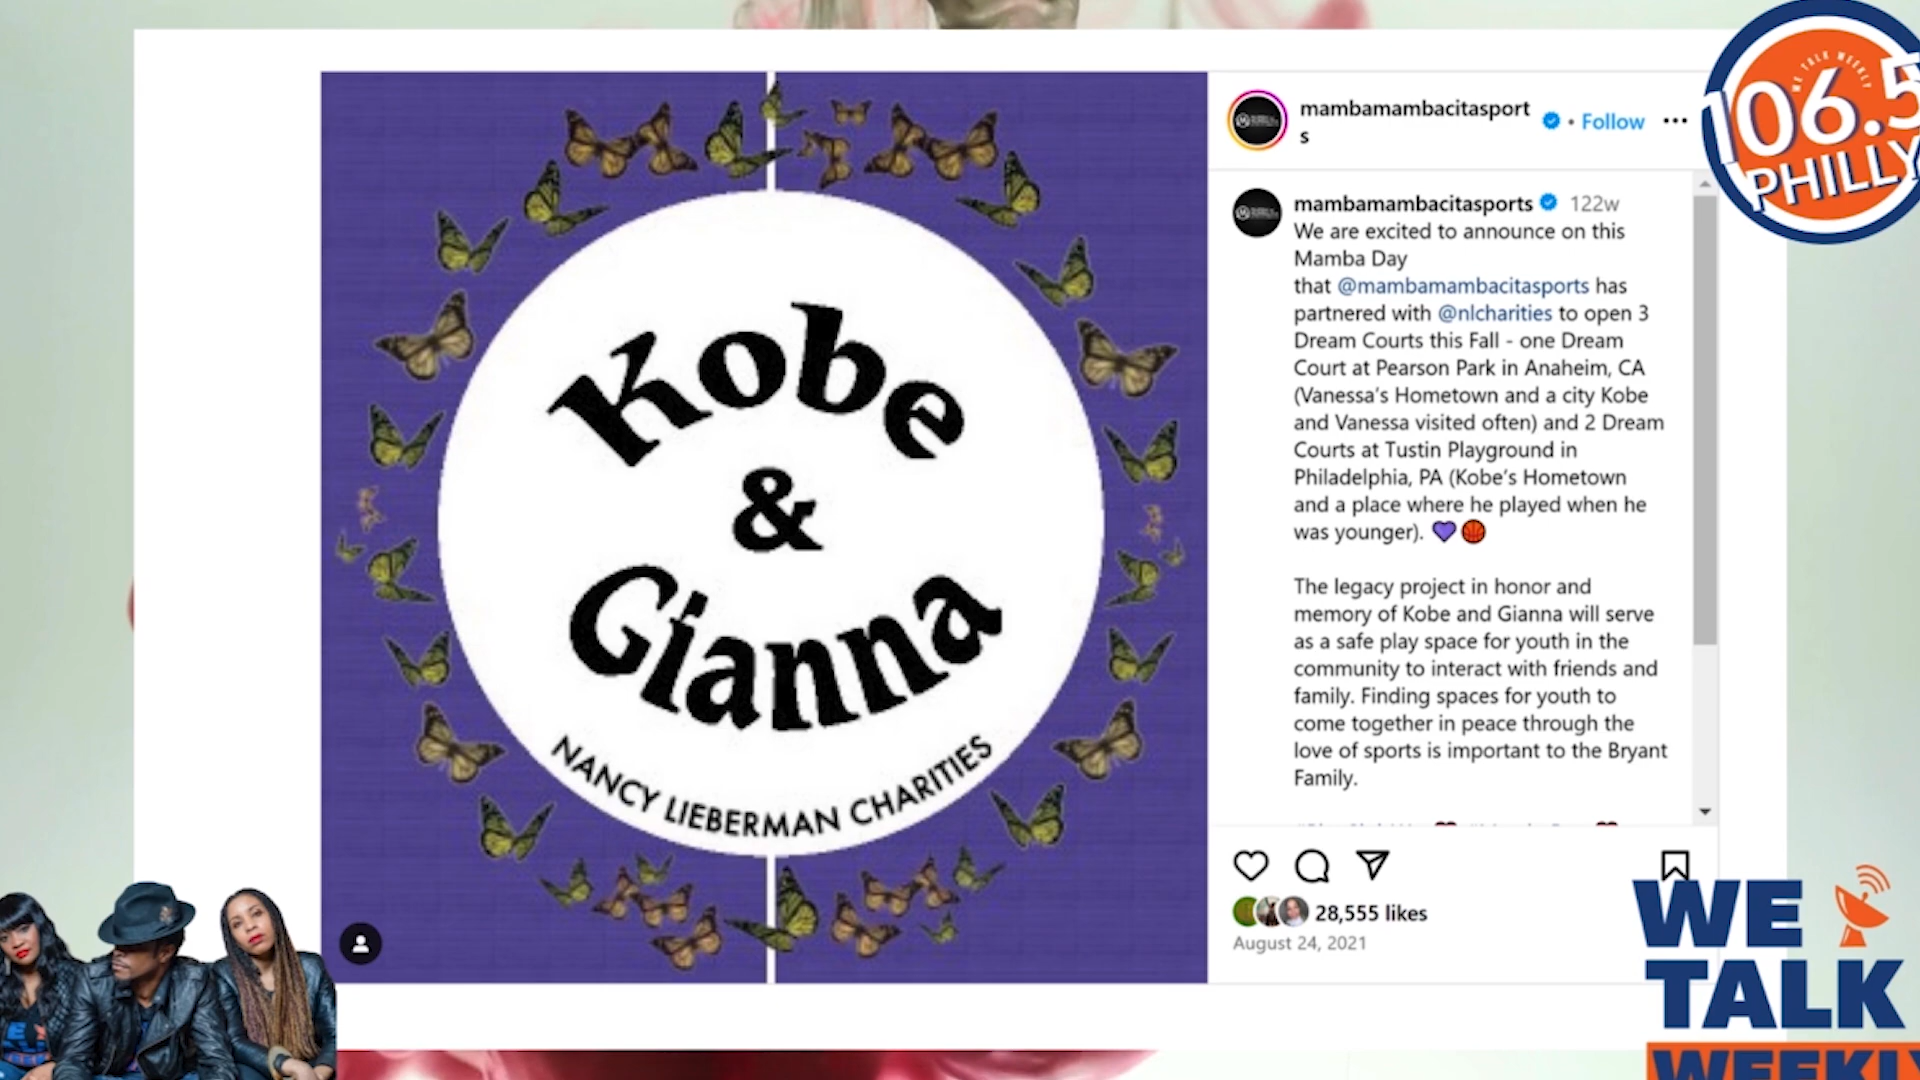 Kobe
&
Gianna
NANCY LIEBERMAN CHARITIES
mambamambacitasport
s
• Follow
mambamambacitasports 122w
We are excited to announce on this
Mamba Day
that @mambamambacitasports has
partnered with @nlcharities to open 3
Dream Courts this Fall - one Dream
Court at Pearson Park in Anaheim, CA
(Vanessa's Hometown and a city Kobe
and Vanessa visited often) and 2 Dream
Courts at Tustin Playground in
Philadelphia, PA (Kobe's Hometown
and a place where he played when he
was younger). 💜🏀
The legacy project in honor and
memory of Kobe and Gianna will serve
as a safe play space for youth in the
community to interact with friends and
family. Finding spaces for youth to
come together in peace through the
love of sports is important to the Bryant
Family.
28,555 likes
August 24, 2021
WE TALK WEEKLY
106.5
PHILLY
WE
TALK
WEEKLY